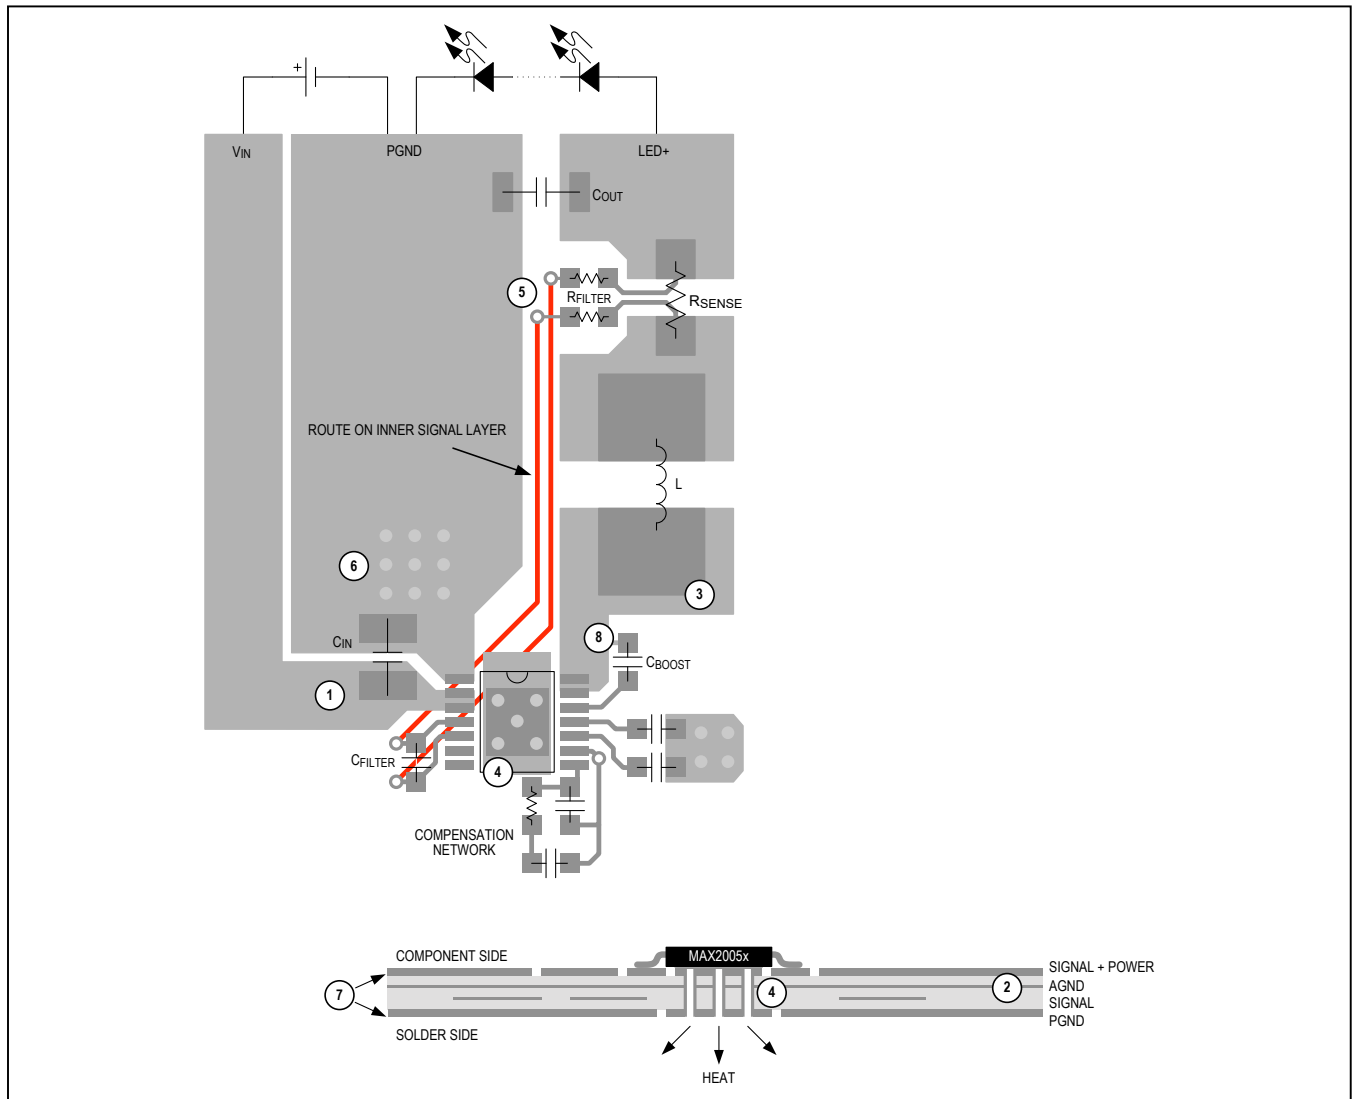 +
VIN
PGND
LED+
COUT
5
RFILTER
RSENSE
ROUTE ON INNER SIGNAL LAYER
L
6
3
CIN
8
CBOOST
1
CFILTER
4
COMPENSATION
NETWORK
COMPONENT SIDE
MAX2005x
SIGNAL + POWER
7
4
2
AGND
SIGNAL
PGND
SOLDER SIDE
HEAT